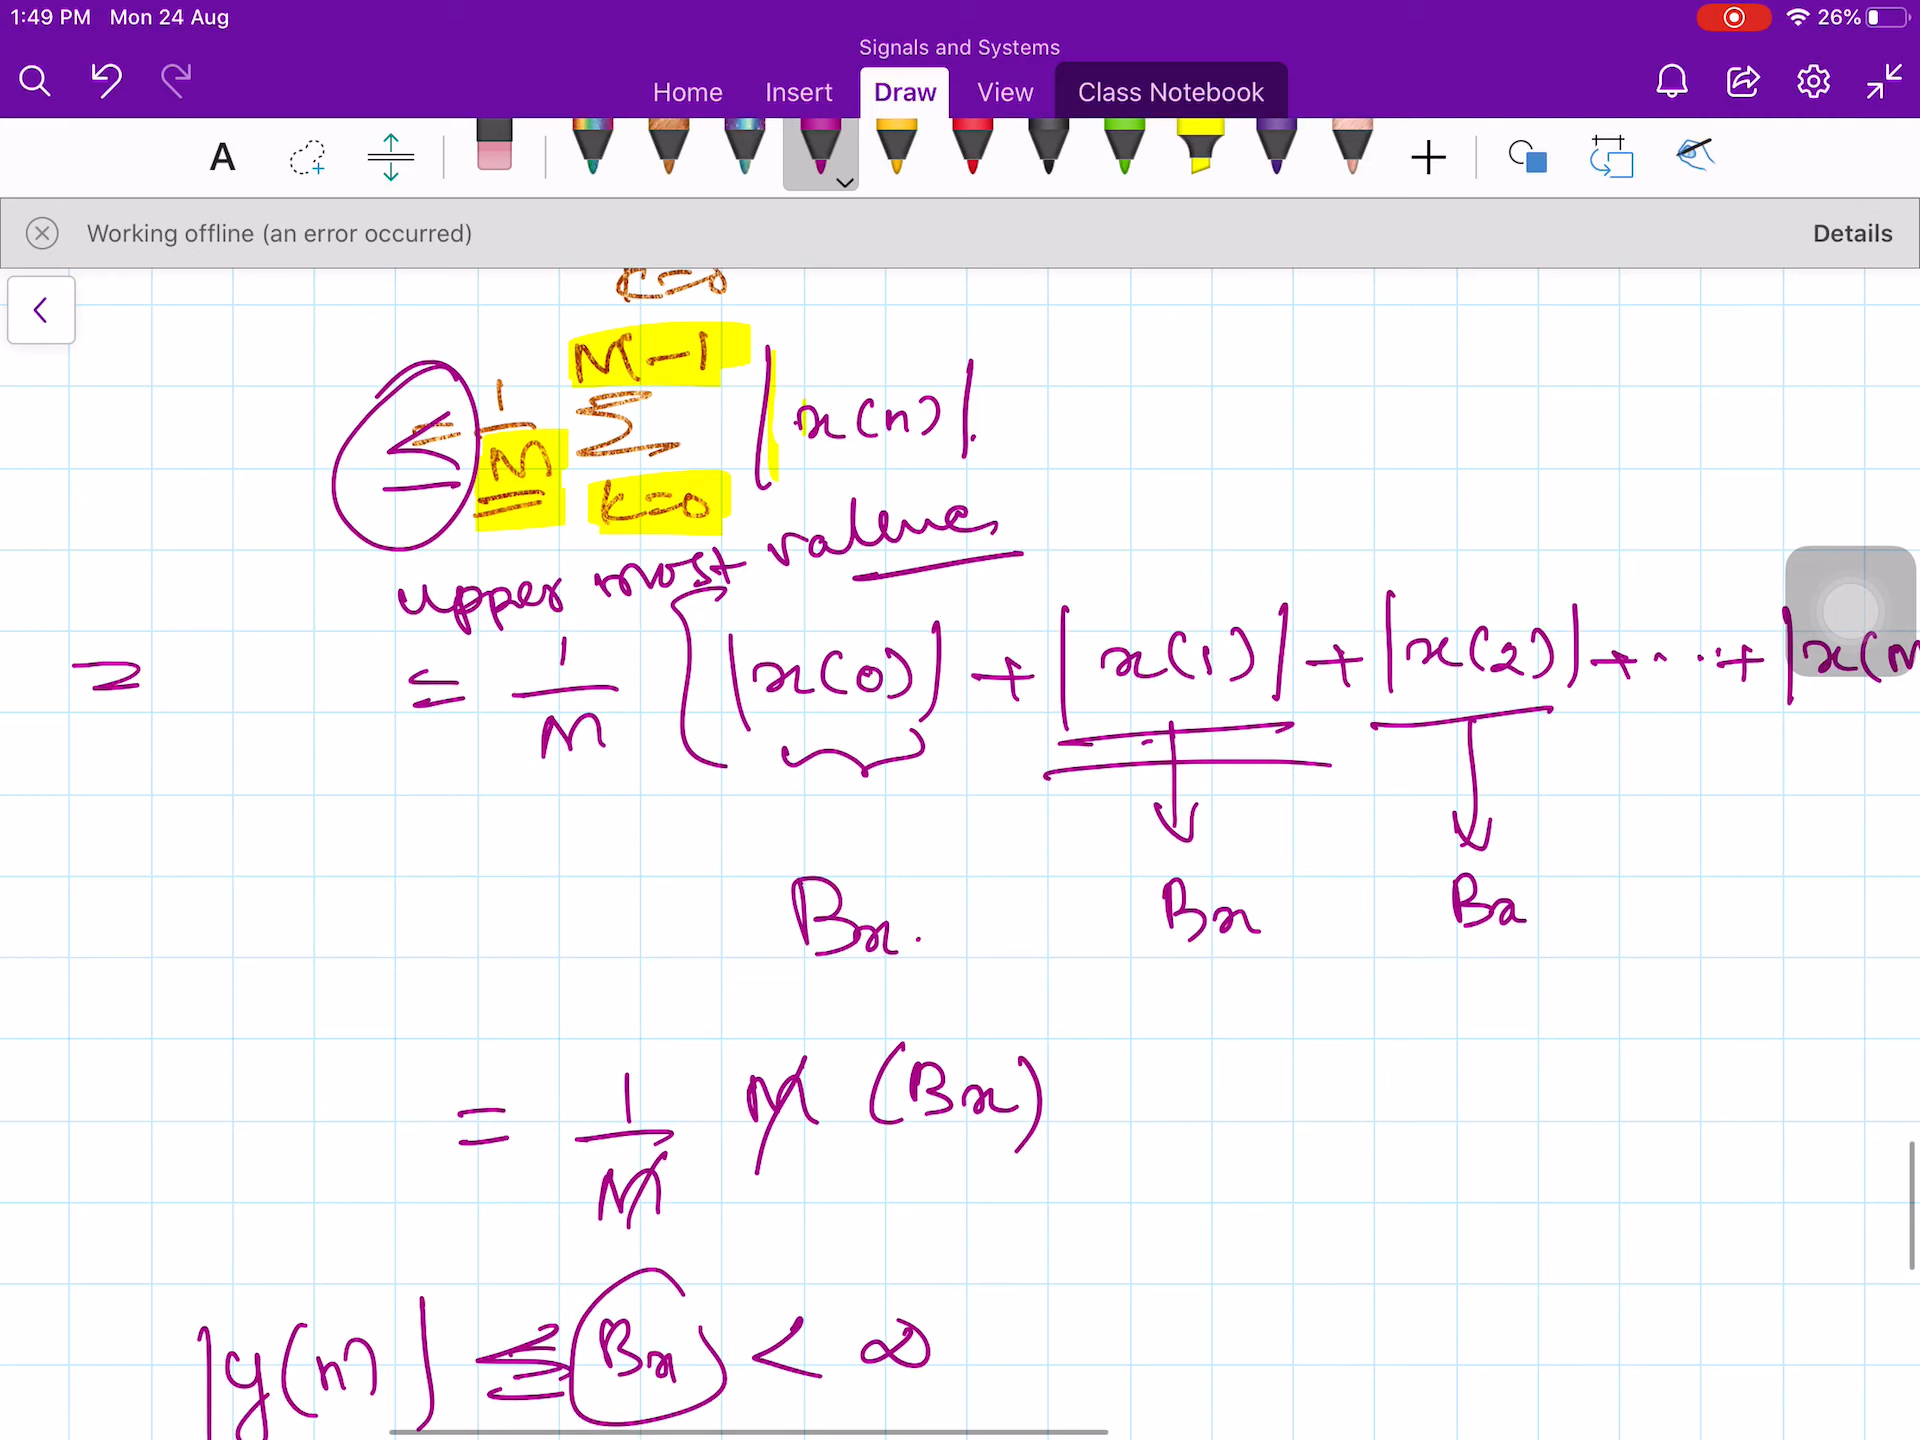 1:49 PM Mon 24 Aug 26%
Signals and Systems
Home Insert Draw View Class Notebook
A
Working offline (an error occurred) Details
k=0
M-1
≤ 1/M Σ |x(n)|
k=0
upper most value
= = 1/M {|x(0)| + |x(1)| + |x(2)| + ... + |x(M
Bx. Bx Bx
= 1/M M (Bx)
|y(n)| ≤ Bx < ∞